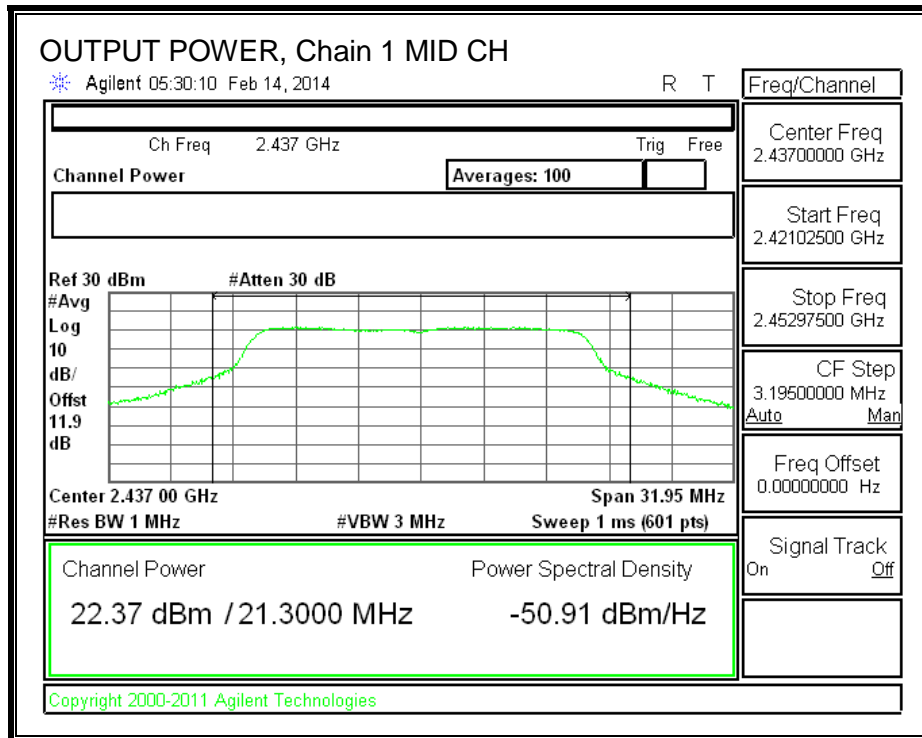 OUTPUT POWER, Chain 1 MID CH
Agilent 05:30:10 Feb 14, 2014 R T
Ch Freq 2.437 GHz Trig Free
Channel Power Averages: 100
Ref 30 dBm #Atten 30 dB
#Avg
Log
10
dB/
Offst
11.9
dB
Center 2.437 00 GHz Span 31.95 MHz
#Res BW 1 MHz #VBW 3 MHz Sweep 1 ms (601 pts)
Channel Power Power Spectral Density
22.37 dBm / 21.3000 MHz -50.91 dBm/Hz
Copyright 2000-2011 Agilent Technologies
Freq/Channel
Center Freq
2.43700000 GHz
Start Freq
2.42102500 GHz
Stop Freq
2.45297500 GHz
CF Step
3.19500000 MHz
Auto Man
Freq Offset
0.00000000 Hz
Signal Track
On Off